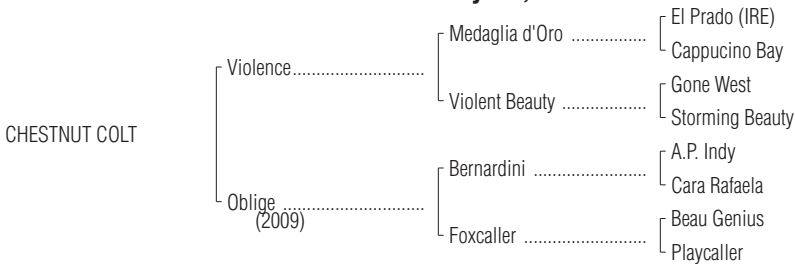 El Prado (IRE)
Medaglia d'Oro ................
Cappucino Bay
Violence............................
Gone West
Violent Beauty ..................
Storming Beauty
CHESTNUT COLT
A.P. Indy
Bernardini ........................
Cara Rafaela
Oblige ..............................
(2009)
Beau Genius
Foxcaller ..........................
Playcaller